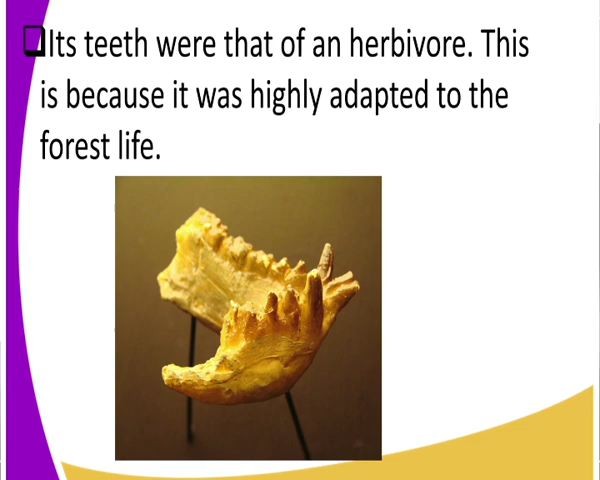 Its teeth were that of an herbivore. This
is because it was highly adapted to the
forest life.